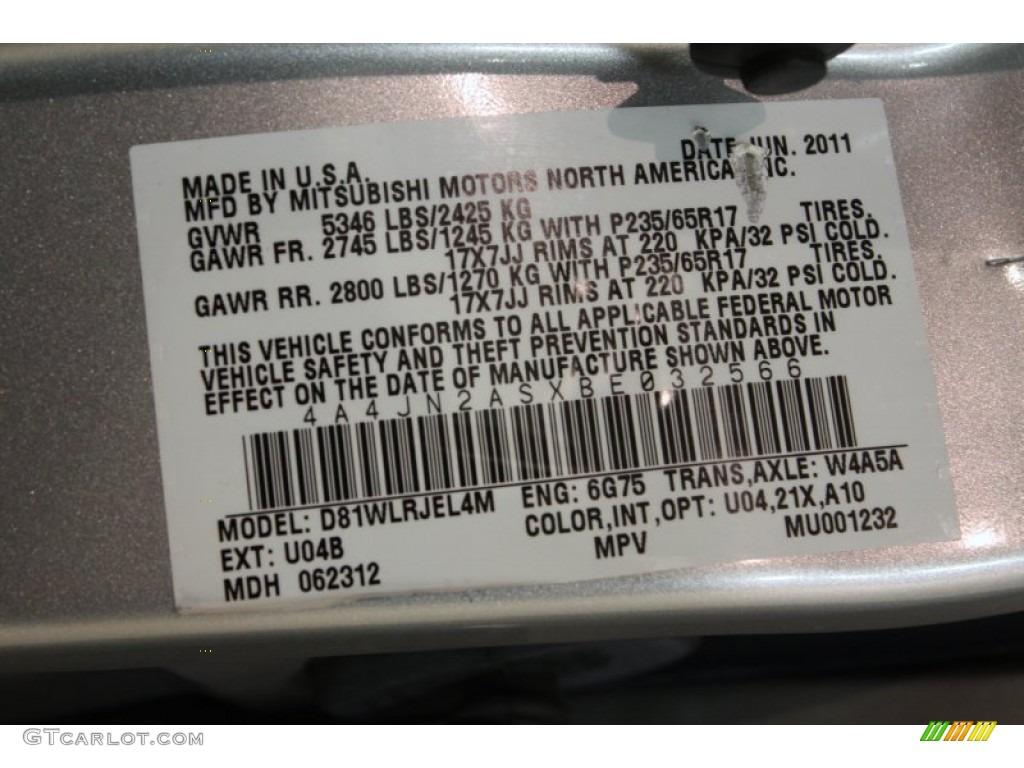 DATE JUN. 2011
MADE IN U.S.A.
MFD BY MITSUBISHI MOTORS NORTH AMERICA INC.
GVWR 5346 LBS/2425 KG
GAWR FR. 2745 LBS/1245 KG WITH P235/65R17 TIRES,
17X7JJ RIMS AT 220 KPA/32 PSI COLD.
GAWR RR. 2800 LBS/1270 KG WITH P235/65R17 TIRES,
17X7JJ RIMS AT 220 KPA/32 PSI COLD.
THIS VEHICLE CONFORMS TO ALL APPLICABLE FEDERAL MOTOR
VEHICLE SAFETY AND THEFT PREVENTION STANDARDS IN
EFFECT ON THE DATE OF MANUFACTURE SHOWN ABOVE.
4A4JN2ASXBE032566
MODEL: D81WLRJEL4M ENG: 6G75 TRANS,AXLE: W4A5A
EXT: U04B COLOR,INT,OPT: U04,21X,A10
MDH 062312 MPV MU001232
GTCARLOT.COM